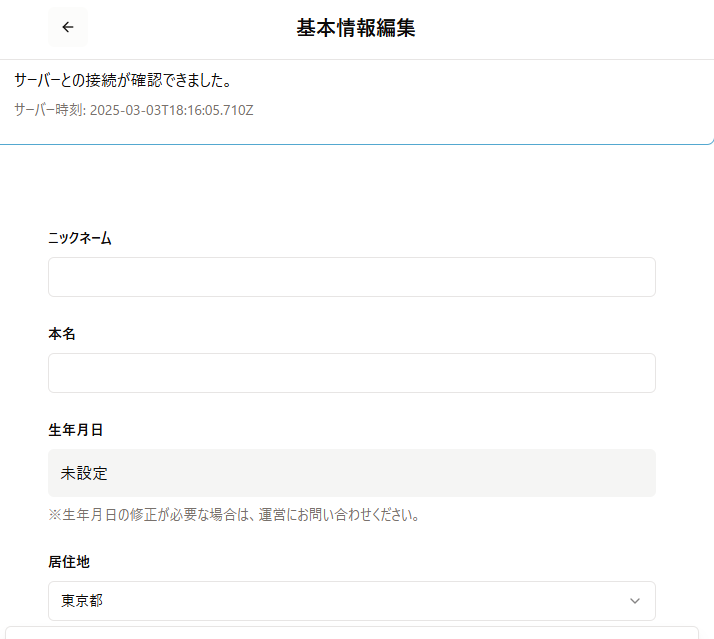 基本情報編集
サーバーとの接続が確認できました。
サーバー時刻: 2025-03-03T18:16:05.710Z
ニックネーム
本名
生年月日
未設定
※生年月日の修正が必要な場合は、運営にお問い合わせください。
居住地
東京都